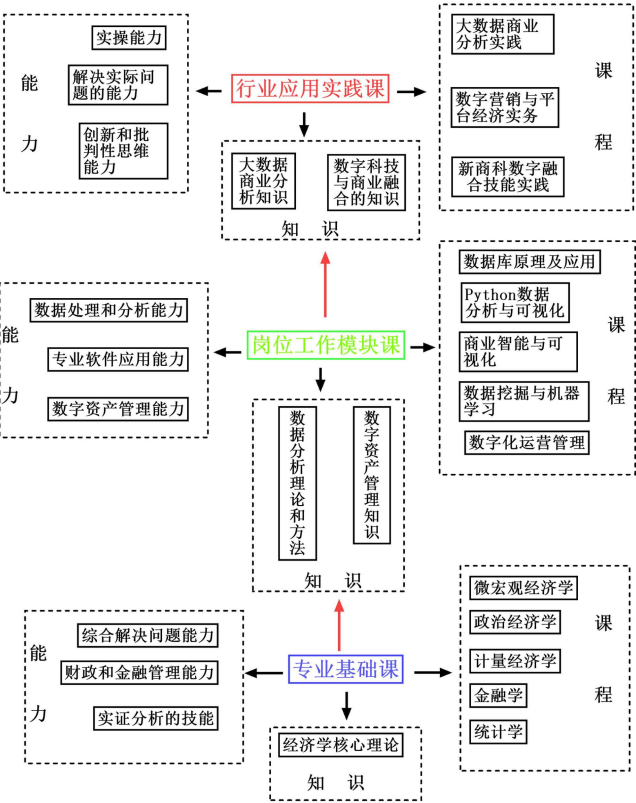 实操能力
解决实际问
题的能力
创新和批
判性思维
能力
能
力
行业应用实践课
大数据商业
分析实践
数字营销与平
台经济实务
新商科数字融
合技能实践
课
程
大数据
商业分
析知识
数字科技
与商业融
合的知识
知 识
数据处理和分析能力
专业软件应用能力
数字资产管理能力
能
力
岗位工作模块课
数据库原理及应用
Python数据
分析与可视化
商业智能与可
视化
数据挖掘与机器
学习
数字化运营管理
课
程
数据分析理论和方法
数字资产管理知识
知 识
综合解决问题能力
财政和金融管理能力
实证分析的技能
能
力
专业基础课
微宏观经济学
政治经济学
计量经济学
金融学
统计学
课
程
经济学核心理论
知 识